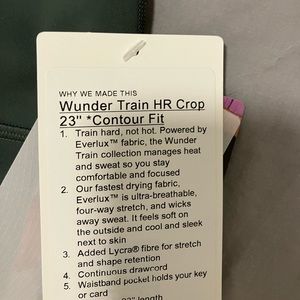 WHY WE MADE THIS
Wunder Train HR Crop
23" *Contour Fit
1. Train hard, not hot. Powered by
Everlux™ fabric, the Wunder
Train collection manages heat
and sweat so you stay
comfortable and focused
2. Our fastest drying fabric,
Everlux™ is ultra-breathable,
four-way stretch, and wicks
away sweat. It feels soft on
the outside and cool and sleek
next to skin
3. Added Lycra® fibre for stretch
and shape retention
4. Continuous drawcord
5. Waistband pocket holds your key
or card
23" length